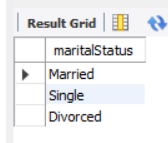 Result Grid
maritalStatus
Married
Single
Divorced